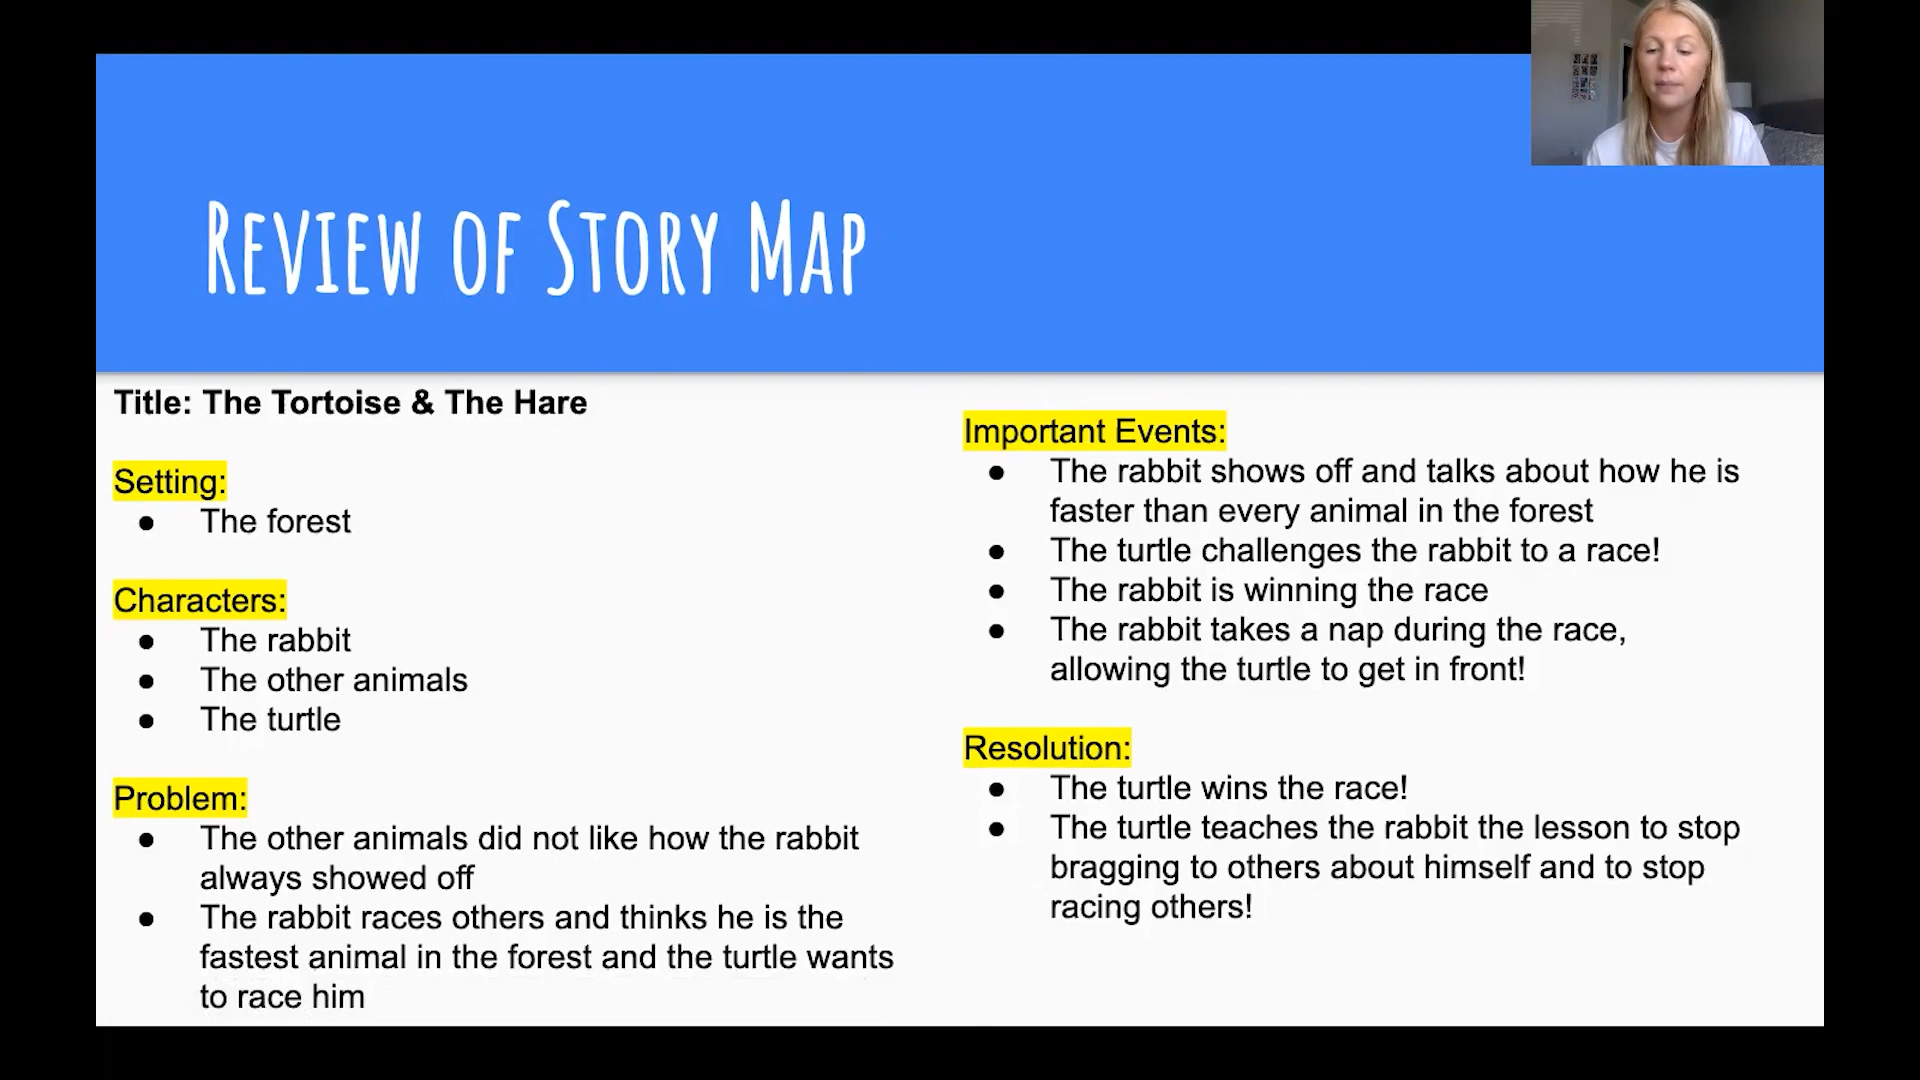 Review of Story Map
Title: The Tortoise & The Hare
Setting:
● The forest
Characters:
● The rabbit
● The other animals
● The turtle
Problem:
● The other animals did not like how the rabbit
always showed off
● The rabbit races others and thinks he is the
fastest animal in the forest and the turtle wants
to race him
Important Events:
● The rabbit shows off and talks about how he is
faster than every animal in the forest
● The turtle challenges the rabbit to a race!
● The rabbit is winning the race
● The rabbit takes a nap during the race,
allowing the turtle to get in front!
Resolution:
● The turtle wins the race!
● The turtle teaches the rabbit the lesson to stop
bragging to others about himself and to stop
racing others!